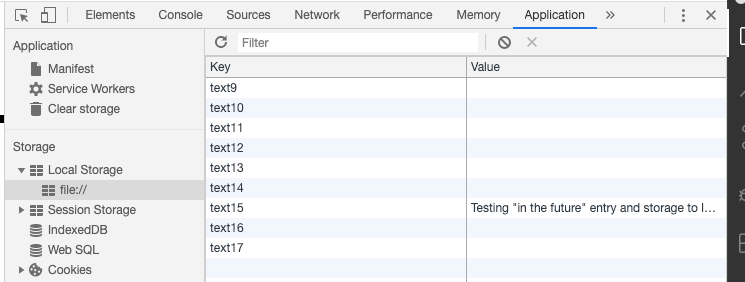 Elements Console Sources Network Performance Memory Application »
Application
Manifest
Service Workers
Clear storage
Storage
Local Storage
file://
Session Storage
IndexedDB
Web SQL
Cookies
Filter
Key Value
text9
text10
text11
text12
text13
text14
text15 Testing "in the future" entry and storage to l…
text16
text17